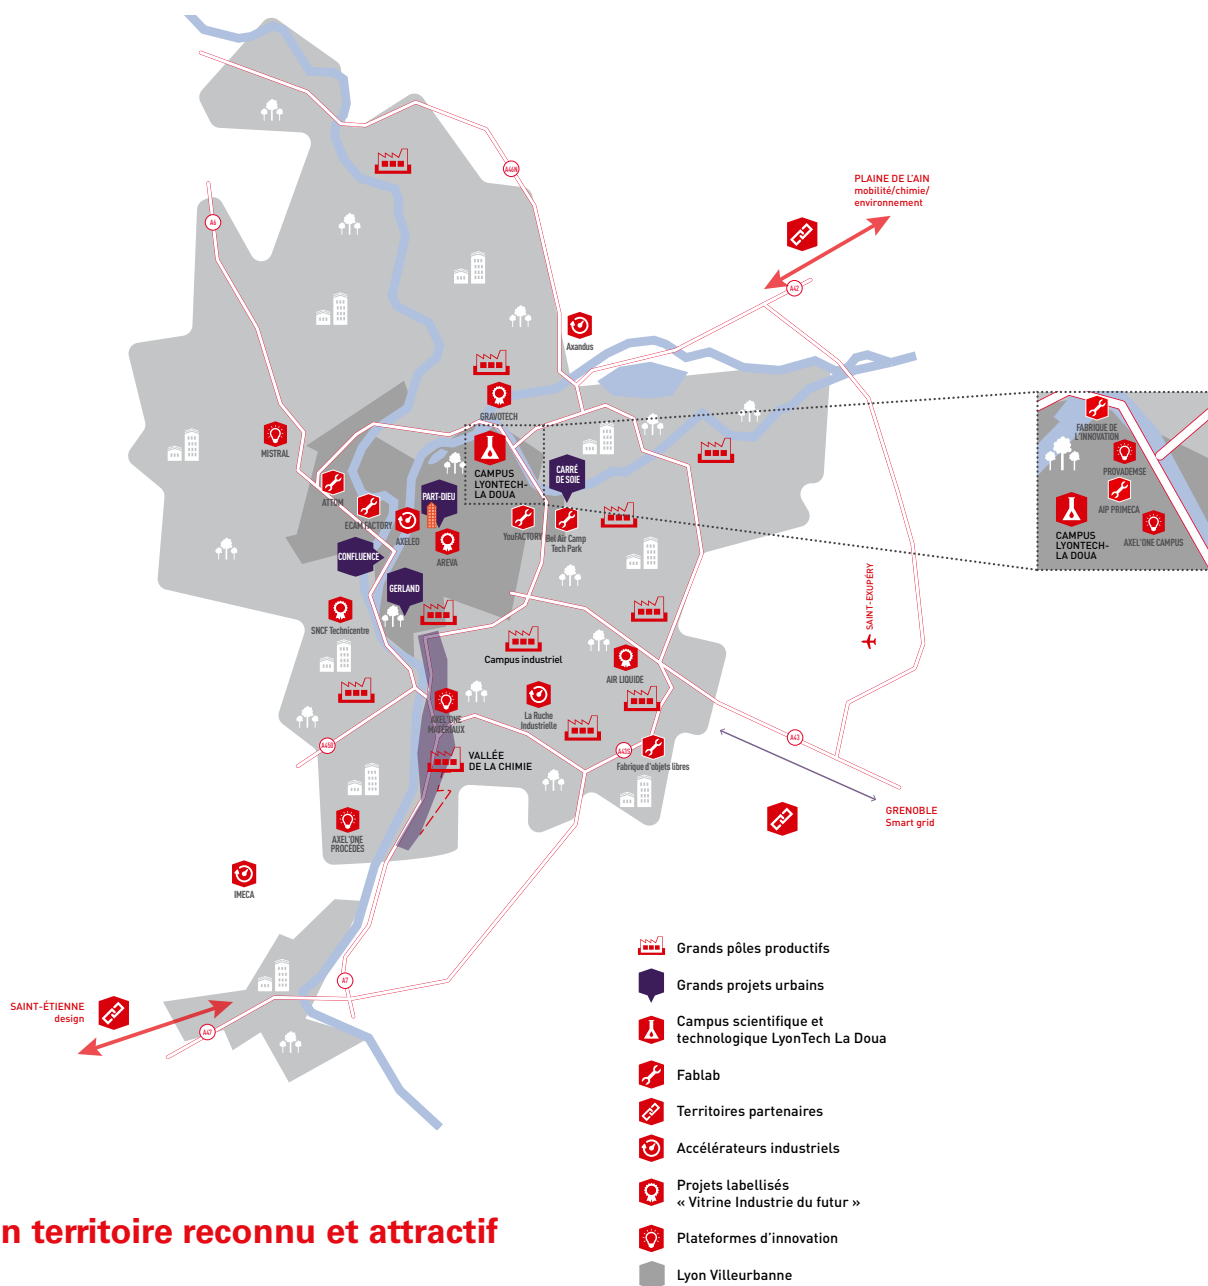 A46N
PLAINE DE L'AIN
mobilité/chimie/
environnement
A6
A42
Axandus
GRAVOTECH
FABRIQUE DE
L'INNOVATION
MISTRAL
CAMPUS
LYONTECH-
LA DOUA
CARRÉ
DE SOIE
PROVADEMSE
ATTOM
PART-DIEU
AIP PRIMECA
ECAM FACTORY
AXELEO
YouFACTORY
Bel Air Camp
Tech Park
CAMPUS
LYONTECH-
LA DOUA
AXEL'ONE CAMPUS
CONFLUENCE
AREVA
GERLAND
SAINT-EXUPÉRY
SNCF Technicentre
Campus industriel
AIR LIQUIDE
AXEL'ONE
MATÉRIAUX
La Ruche
Industrielle
A450
A43
A43S
VALLÉE
DE LA CHIMIE
Fabrique d'objets libres
GRENOBLE
Smart grid
AXEL'ONE
PROCÉDÉS
IMECA
A7
SAINT-ÉTIENNE
design
A47
Grands pôles productifs
Grands projets urbains
Campus scientifique et
technologique LyonTech La Doua
Fablab
Territoires partenaires
Accélérateurs industriels
Projets labellisés
« Vitrine Industrie du futur »
Plateformes d'innovation
Lyon Villeurbanne
n territoire reconnu et attractif